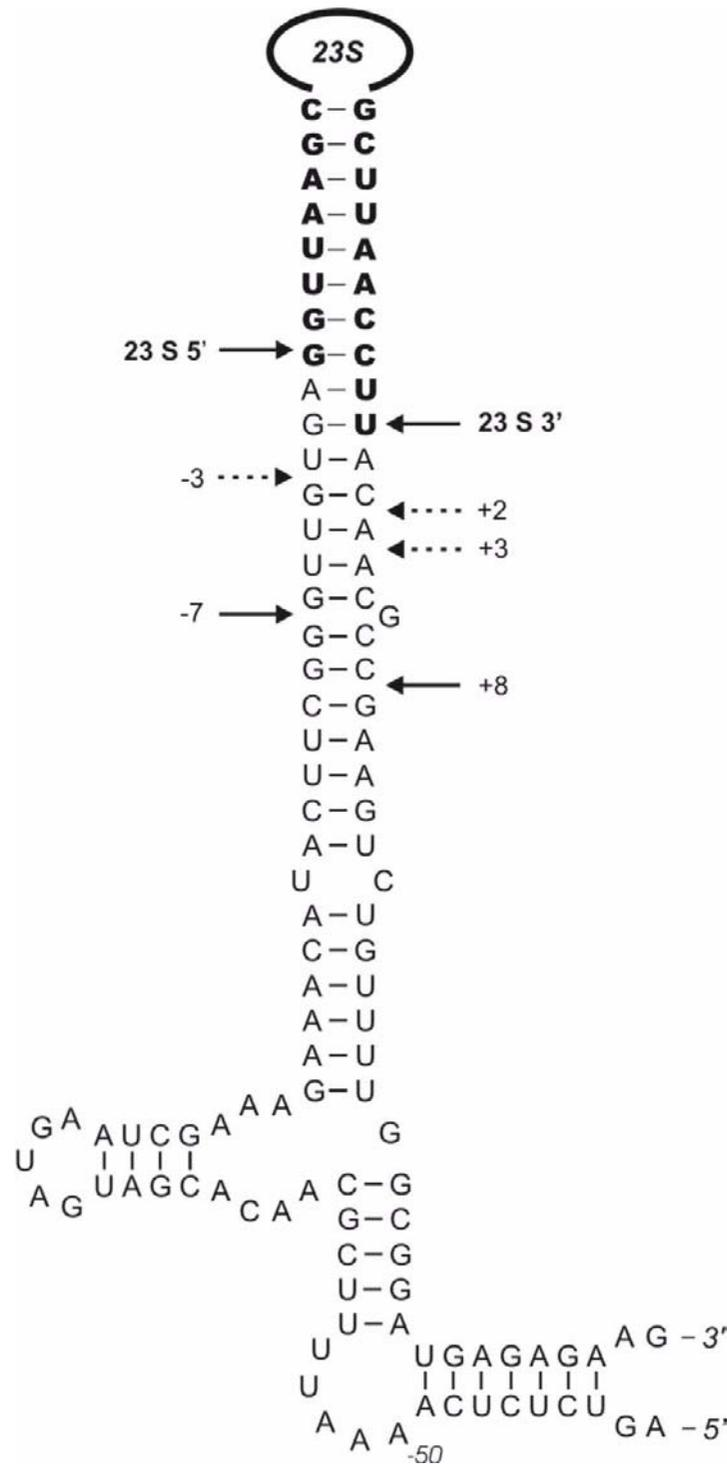 23S
C – G
G – C
A – U
A – U
U – A
U – A
G – C
23 S 5' G – C
A – U
G – U 23 S 3'
U – A
-3
G – C
+2
U – A
+3
U – A
G – C
G
-7
G – C
G – C
+8
C – G
U – A
U – A
C – G
A – U
U C
A – U
C – G
A – U
A – U
A – U
G – U
G A A U C G A A A
G
U
A G U A G C A C A A
C – G
G – C
C – G
U – G
U – A
U
U
A
A
A
-50
U G A G A G A A G – 3'
A C U C U C U G A – 5'